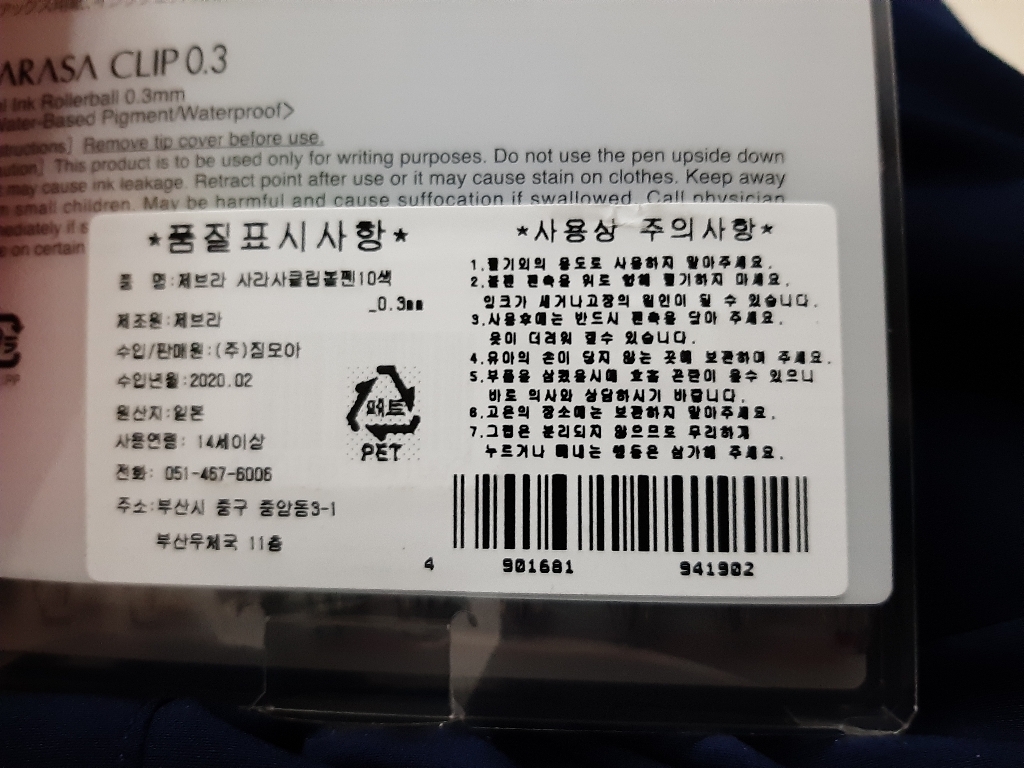 ARASA CLIP 0.3
Ink Rollerball 0.3mm
Water-Based Pigment/Waterproof>
Remove tip cover before use.
This product is to be used only for writing purposes. Do not use the pen upside down
may cause ink leakage. Retract point after use or it may cause stain on clothes. Keep away
small children. May be harmful and cause suffocation if swallowed. Call physician
on certain
★품질표시사항★
품 명:제브라 사라사클립볼펜10색
_0.3mm
제조원:제브라
수입/판매원:(주)짐모아
수입년월:2020.02
원산지:일본
사용연령: 14세이상
전화: 051-467-6006
주소:부산시 중구 중앙동3-1
부산우체국 11층
페트
PET
★사용상 주의사항★
1.필기외의 용도로 사용하지 말아주세요.
2.볼펜 펜촉을 위로 향해 필기하지 마세요.
잉크가 새거나고장의 원인이 될 수 있습니다.
3.사용후에는 반드시 펜촉을 닫아 주세요.
옷이 더러워 질수 있습니다.
4.유아의 손이 닿지 않는 곳에 보관하여 주세요.
5.부품을 삼켰을시에 호흡 곤란이 올수 있으니
바로 의사와 상담하시기 바랍니다.
6.고온의 장소에는 보관하지 말아주세요.
7.그립은 분리되지 않으므로 무리하게
누르거나 떼내는 행동은 삼가해 주세요.
4 901681 941902